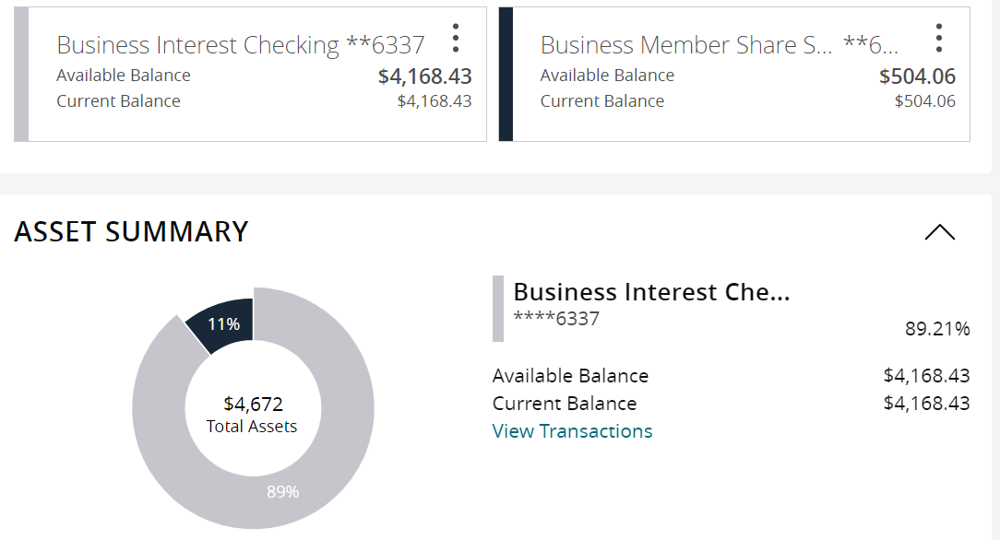 Business Interest Checking **6337
Available Balance $4,168.43
Current Balance $4,168.43
Business Member Share S... **6...
Available Balance $504.06
Current Balance $504.06
ASSET SUMMARY
11%
$4,672
Total Assets
89%
Business Interest Che...
****6337
89.21%
Available Balance $4,168.43
Current Balance $4,168.43
View Transactions